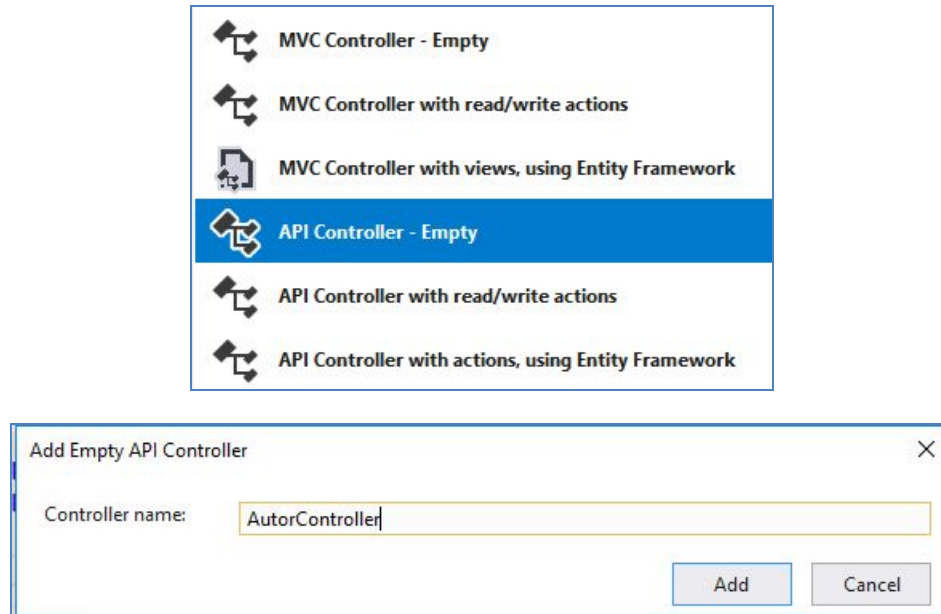 MVC Controller - Empty
MVC Controller with read/write actions
MVC Controller with views, using Entity Framework
API Controller - Empty
API Controller with read/write actions
API Controller with actions, using Entity Framework
Add Empty API Controller
Controller name:
AutorController
Add
Cancel